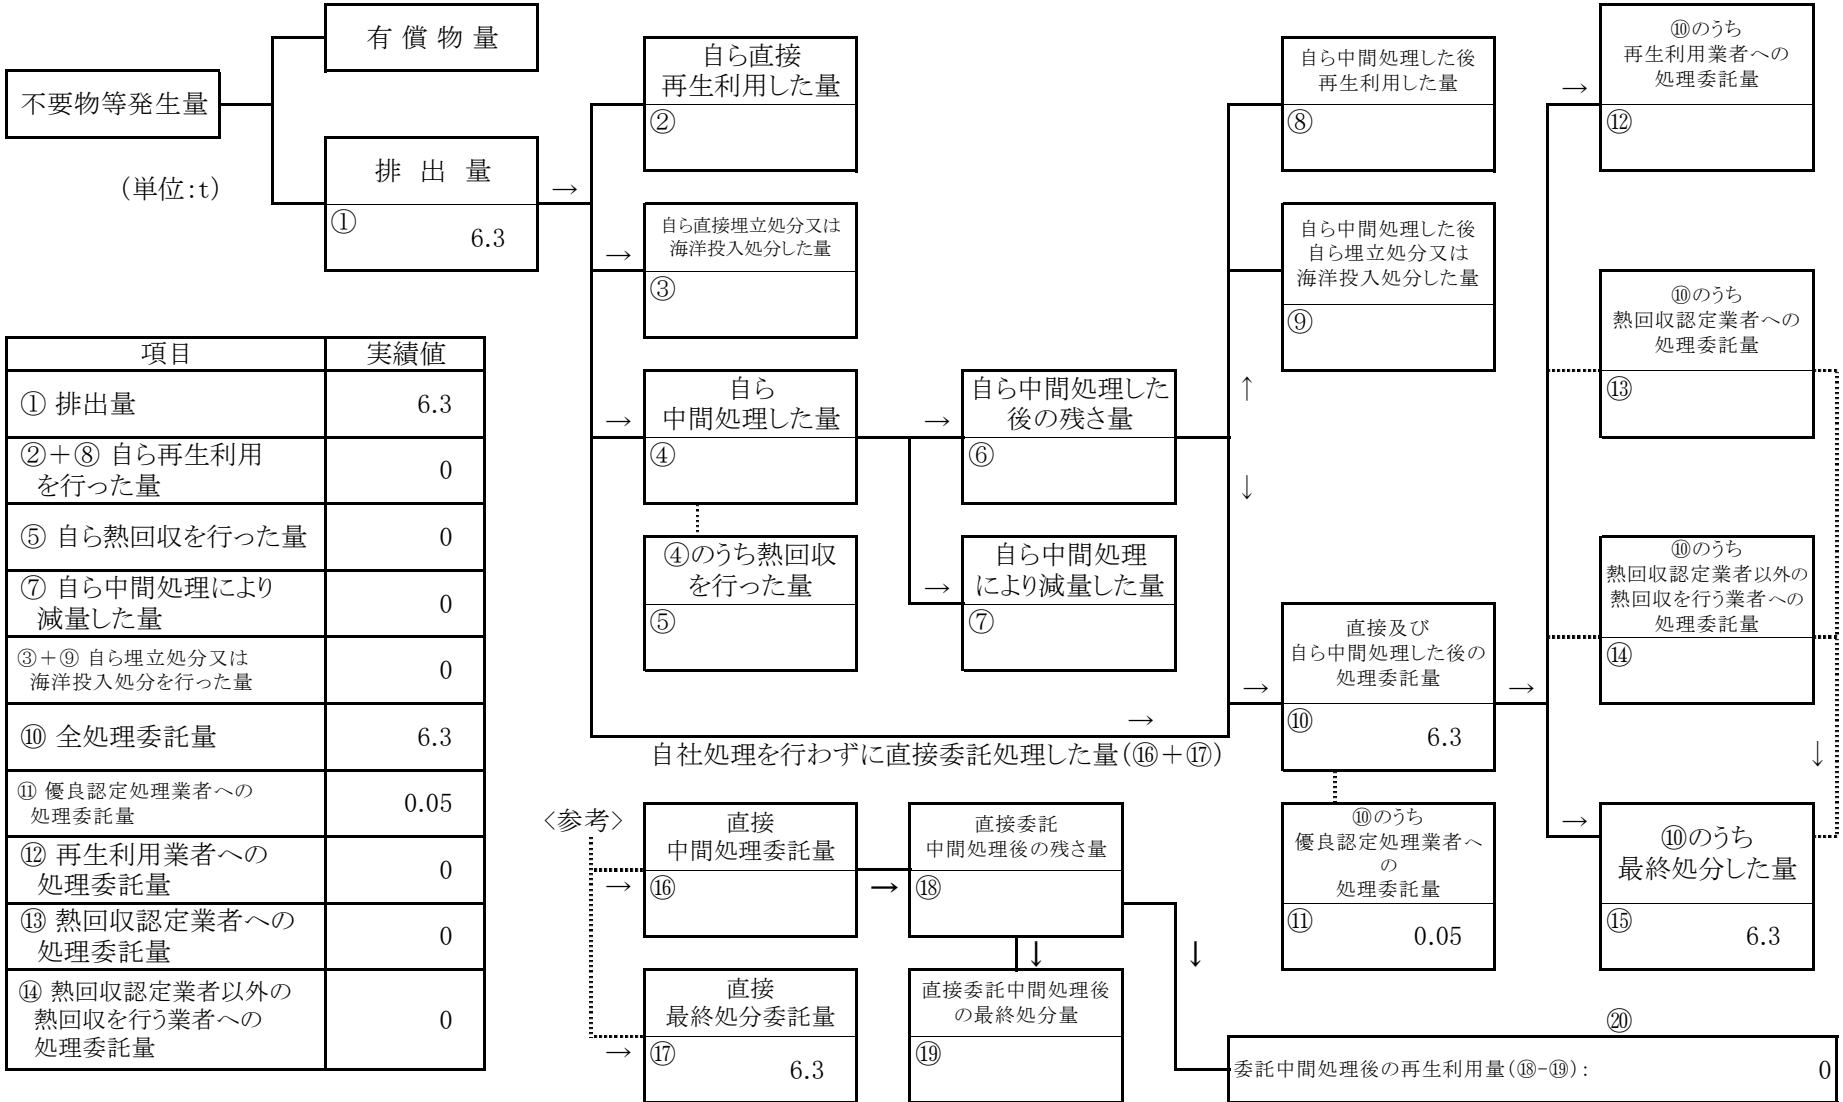 有 償 物 量
不要物等発生量
排 出 量
①
6.3
(単位:t)
→
自ら直接
再生利用した量
②
→
自ら直接埋立処分又は
海洋投入処分した量
③
→
自ら
中間処理した量
④
④のうち熱回収
を行った量
⑤
→
自ら中間処理した
後の残さ量
⑥
→
自ら中間処理
により減量した量
⑦
自ら中間処理した後
再生利用した量
⑧
自ら中間処理した後
自ら埋立処分又は
海洋投入処分した量
⑨
↑
↓
→
自社処理を行わずに直接委託処理した量(⑯+⑰)
→
直接及び
自ら中間処理した後の
処理委託量
⑩
6.3
⑩のうち
優良認定処理業者へ
の
処理委託量
⑪
0.05
→
→
⑩のうち
再生利用業者への
処理委託量
⑫
⑩のうち
熱回収認定業者への
処理委託量
⑬
⑩のうち
熱回収認定業者以外の
熱回収を行う業者への
処理委託量
⑭
↓
→
⑩のうち
最終処分した量
⑮
6.3
項目 実績値
① 排出量 6.3
②+⑧ 自ら再生利用
を行った量 0
⑤ 自ら熱回収を行った量 0
⑦ 自ら中間処理により
減量した量 0
③+⑨ 自ら埋立処分又は
海洋投入処分を行った量 0
⑩ 全処理委託量 6.3
⑪ 優良認定処理業者への
処理委託量 0.05
⑫ 再生利用業者への
処理委託量 0
⑬ 熱回収認定業者への
処理委託量 0
⑭ 熱回収認定業者以外の
熱回収を行う業者への
処理委託量 0
<参考>
→
直接
中間処理委託量
⑯
→
直接委託
中間処理後の残さ量
⑱
↓
↓
→
直接
最終処分委託量
⑰
6.3
直接委託中間処理後
の最終処分量
⑲
⑳
委託中間処理後の再生利用量(⑱-⑲): 0